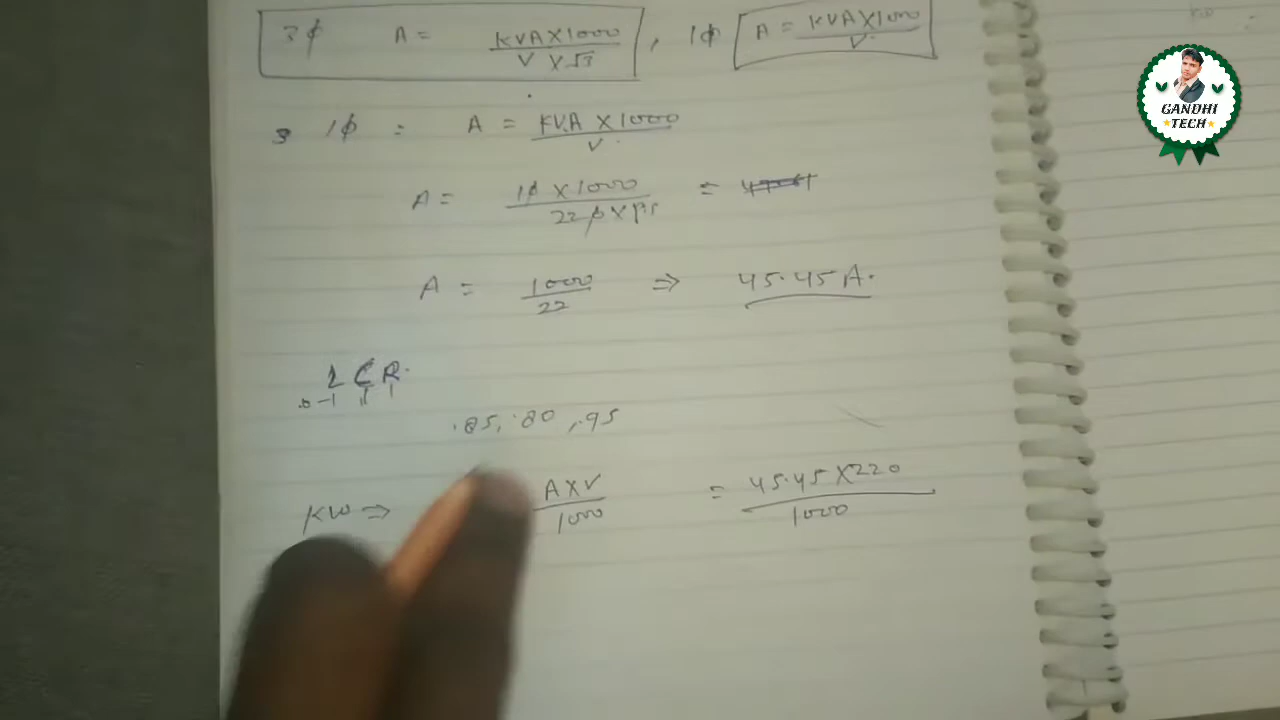 3ϕ A = KVA×1000 / V×√3 , 1ϕ A = KVA×1000 / V
1ϕ = A = KVA×1000 / V
A = 10×1000 / 220 =
A = 1000 / 22 ⇒ 45.45A.
L C R.
.85, .80, .95
KW ⇒ A×V / 1000 = 45.45×220 / 1000
GANDHI
TECH